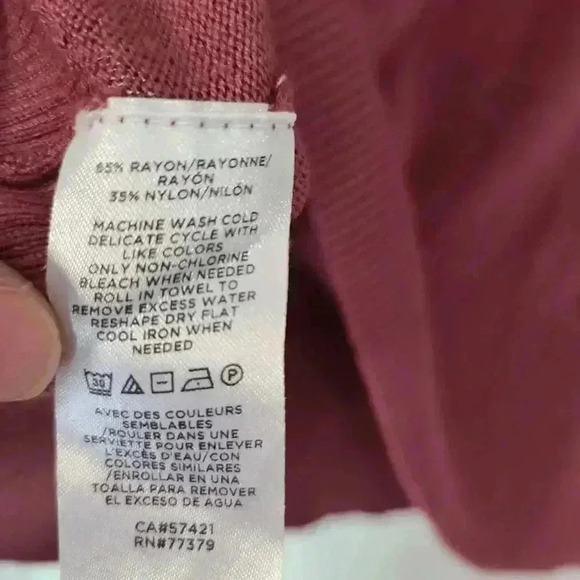 65% RAYON/RAYONNE/
RAYÓN
35% NYLON/NILÓN
MACHINE WASH COLD
DELICATE CYCLE WITH
LIKE COLORS
ONLY NON-CHLORINE
BLEACH WHEN NEEDED
ROLL IN TOWEL TO
REMOVE EXCESS WATER
RESHAPE DRY FLAT
COOL IRON WHEN
NEEDED
30 P
AVEC DES COULEURS
SEMBLABLES
/ROULER DANS UNE
SERVIETTE POUR ENLEVER
L'EXCÈS D'EAU/CON
COLORES SIMILARES
/ENROLLAR EN UNA
TOALLA PARA REMOVER
EL EXCESO DE AGUA
CA#57421
RN#77379